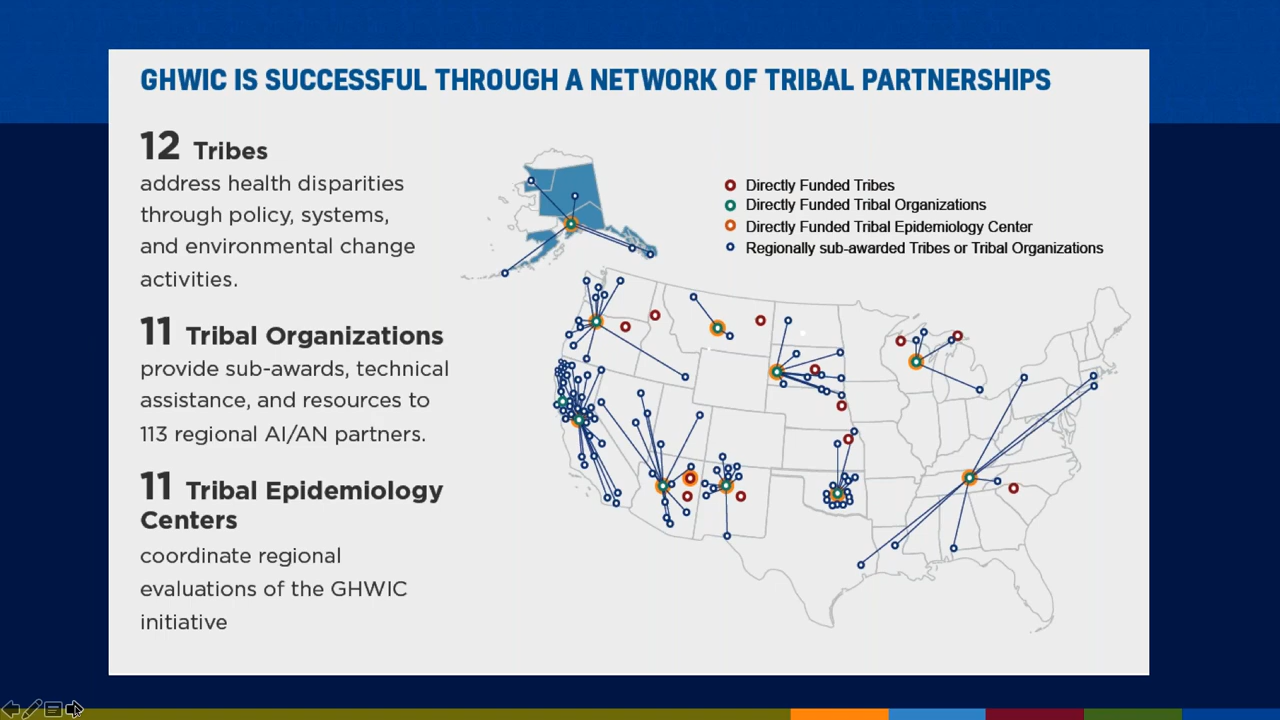 GHWIC IS SUCCESSFUL THROUGH A NETWORK OF TRIBAL PARTNERSHIPS
12 Tribes
address health disparities
through policy, systems,
and environmental change
activities.
11 Tribal Organizations
provide sub-awards, technical
assistance, and resources to
113 regional AI/AN partners.
11 Tribal Epidemiology
Centers
coordinate regional
evaluations of the GHWIC
initiative
Directly Funded Tribes
Directly Funded Tribal Organizations
Directly Funded Tribal Epidemiology Center
Regionally sub-awarded Tribes or Tribal Organizations